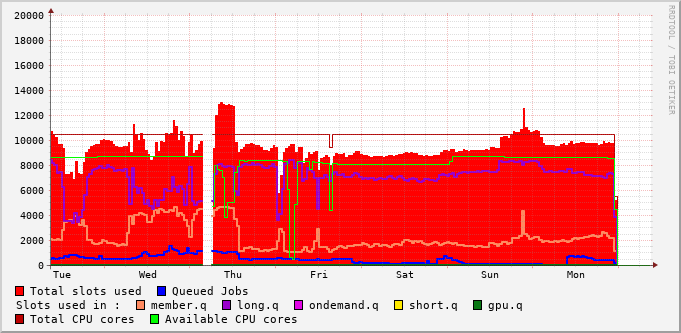 20000
18000
16000
14000
12000
10000
8000
6000
4000
2000
0
Tue Wed Thu Fri Sat Sun Mon
RRDTOOL / TOBI OETIKER
Total slots used Queued Jobs
Slots used in : member.q long.q ondemand.q short.q gpu.q
Total CPU cores Available CPU cores